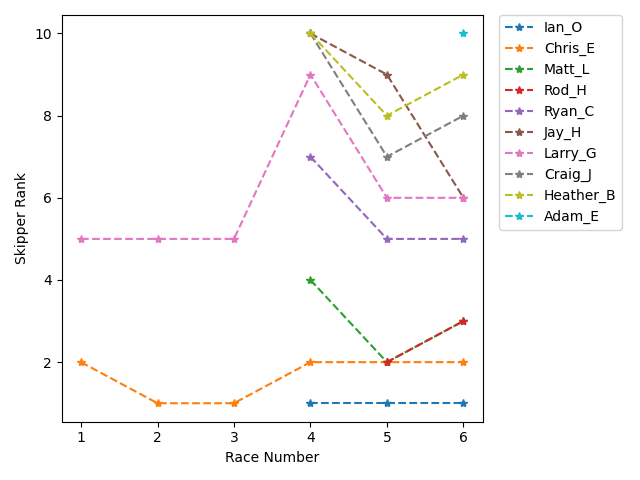 10
8
6
4
2
Skipper Rank
1 2 3 4 5 6
Race Number
Ian_O
Chris_E
Matt_L
Rod_H
Ryan_C
Jay_H
Larry_G
Craig_J
Heather_B
Adam_E